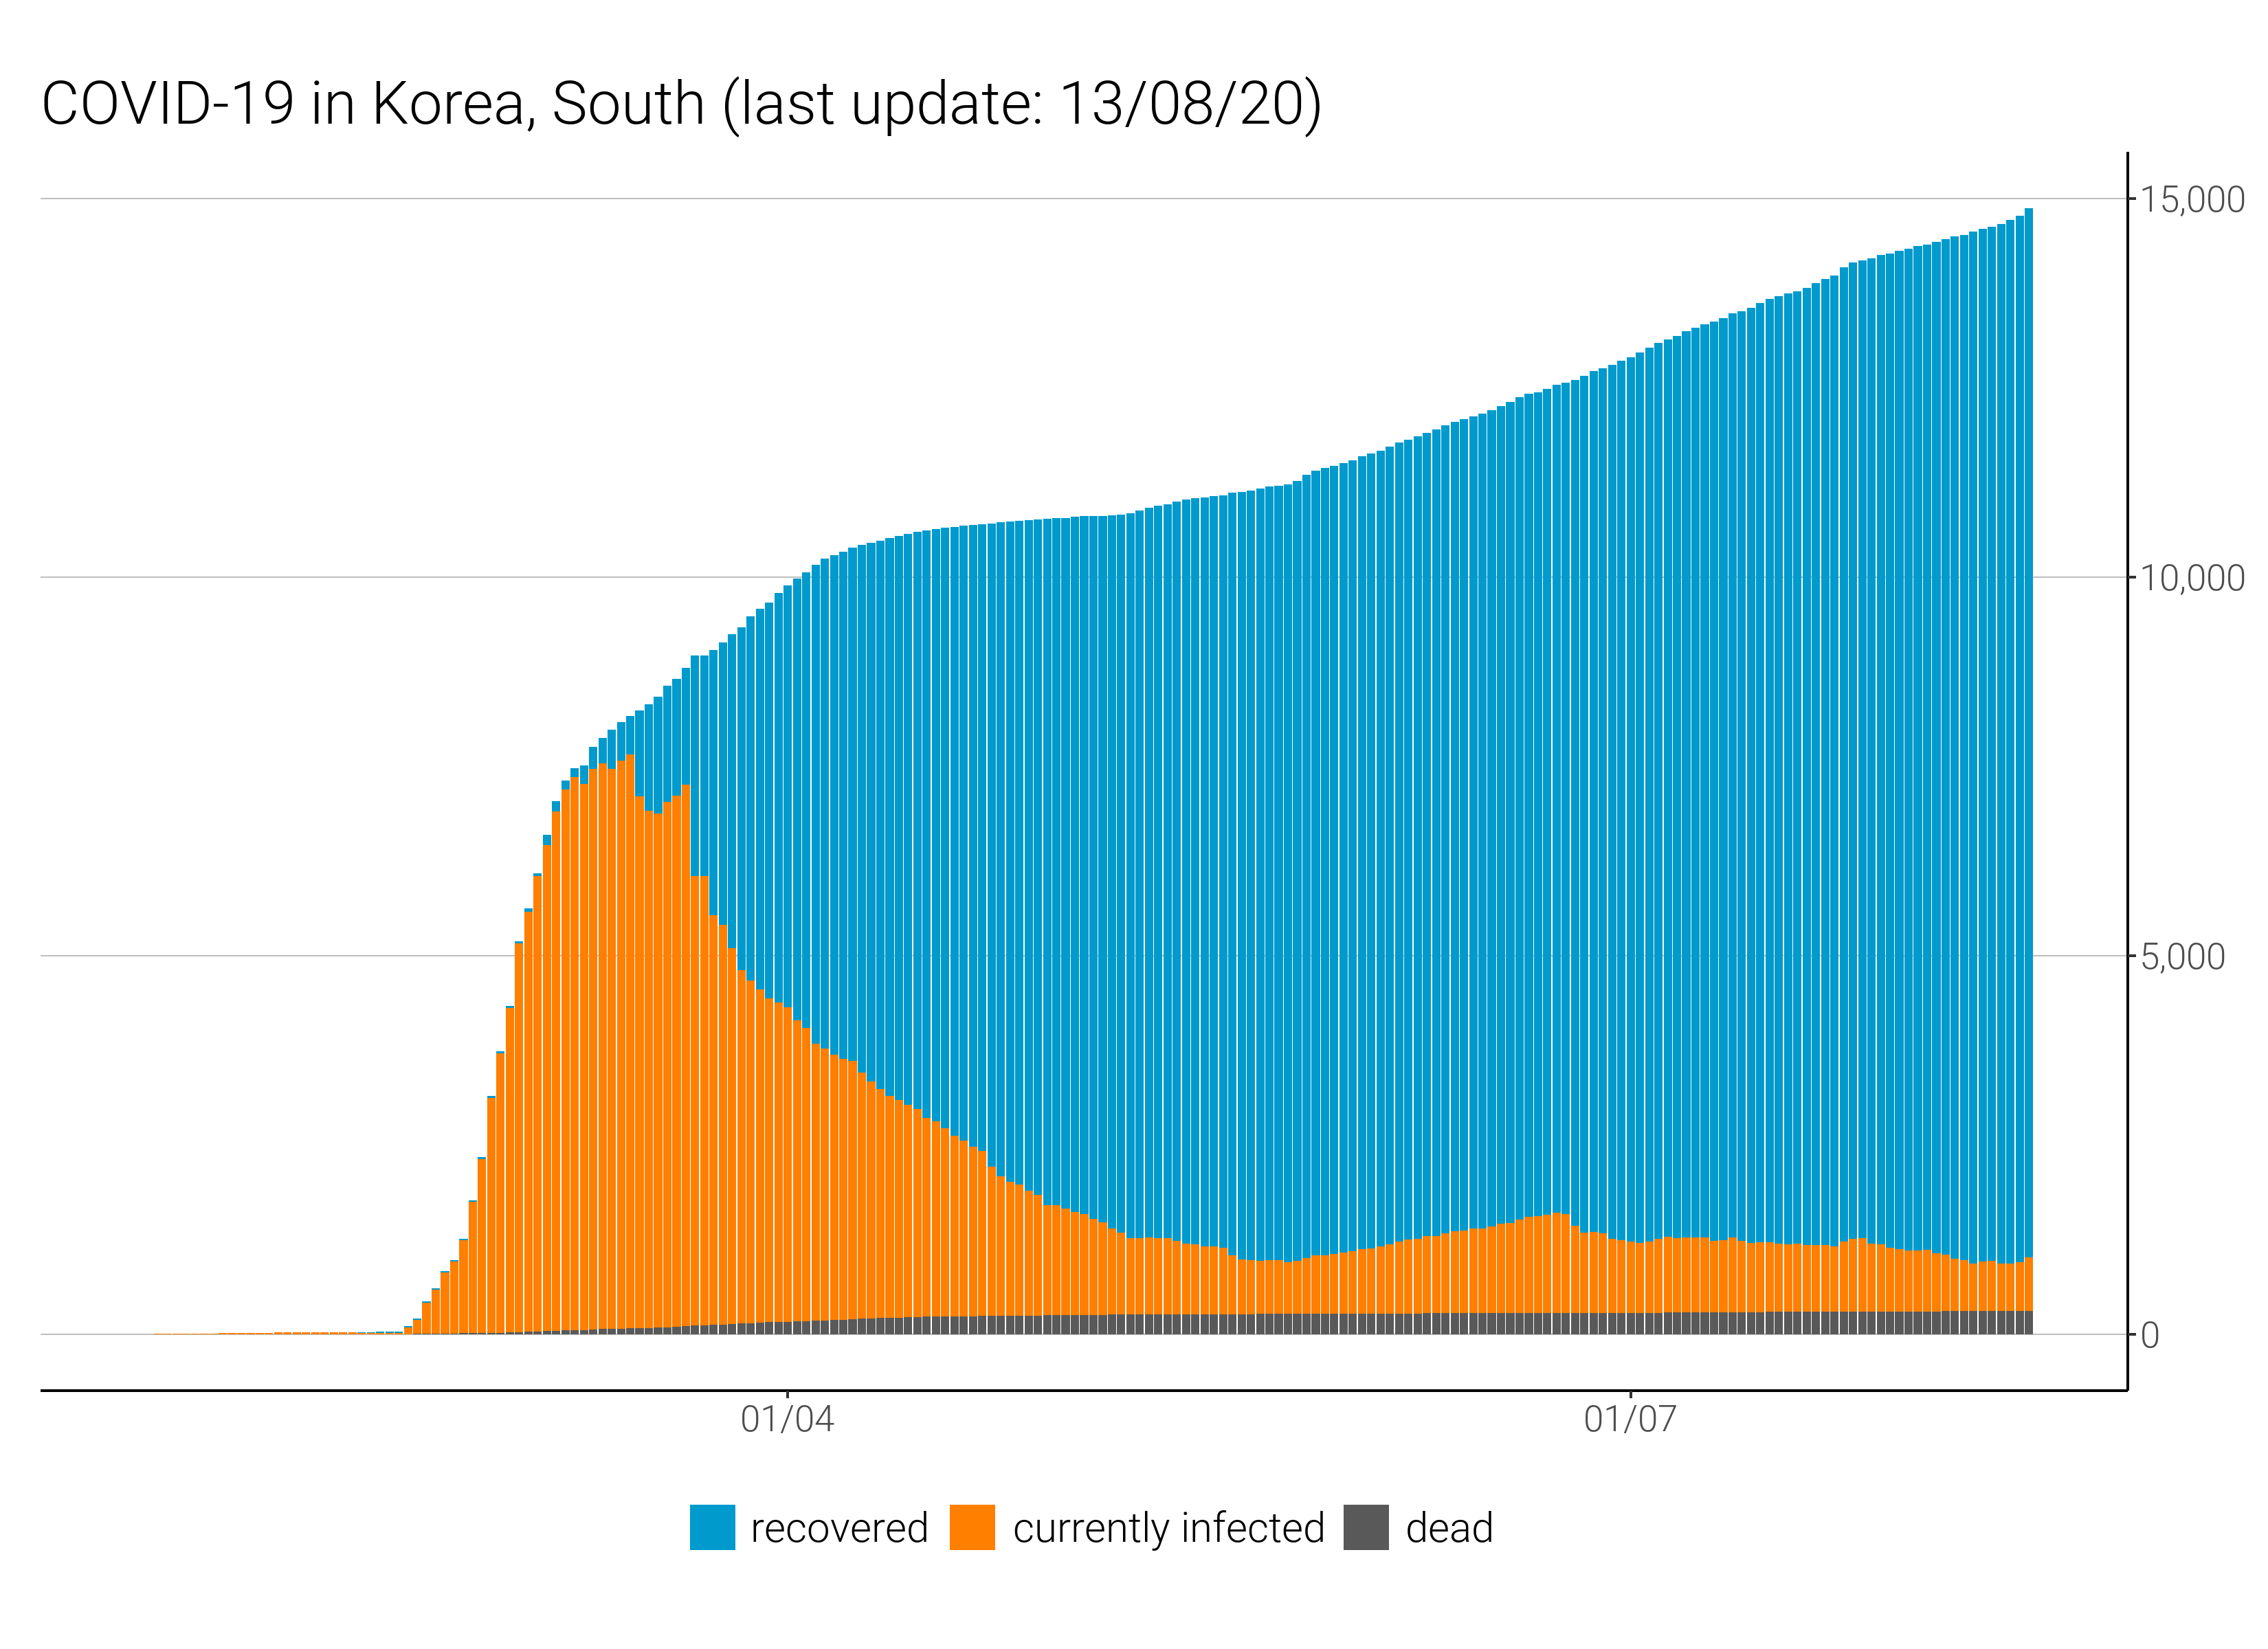 COVID-19 in Korea, South (last update: 13/08/20)
15,000
10,000
5,000
0
01/04 01/07
recovered currently infected dead